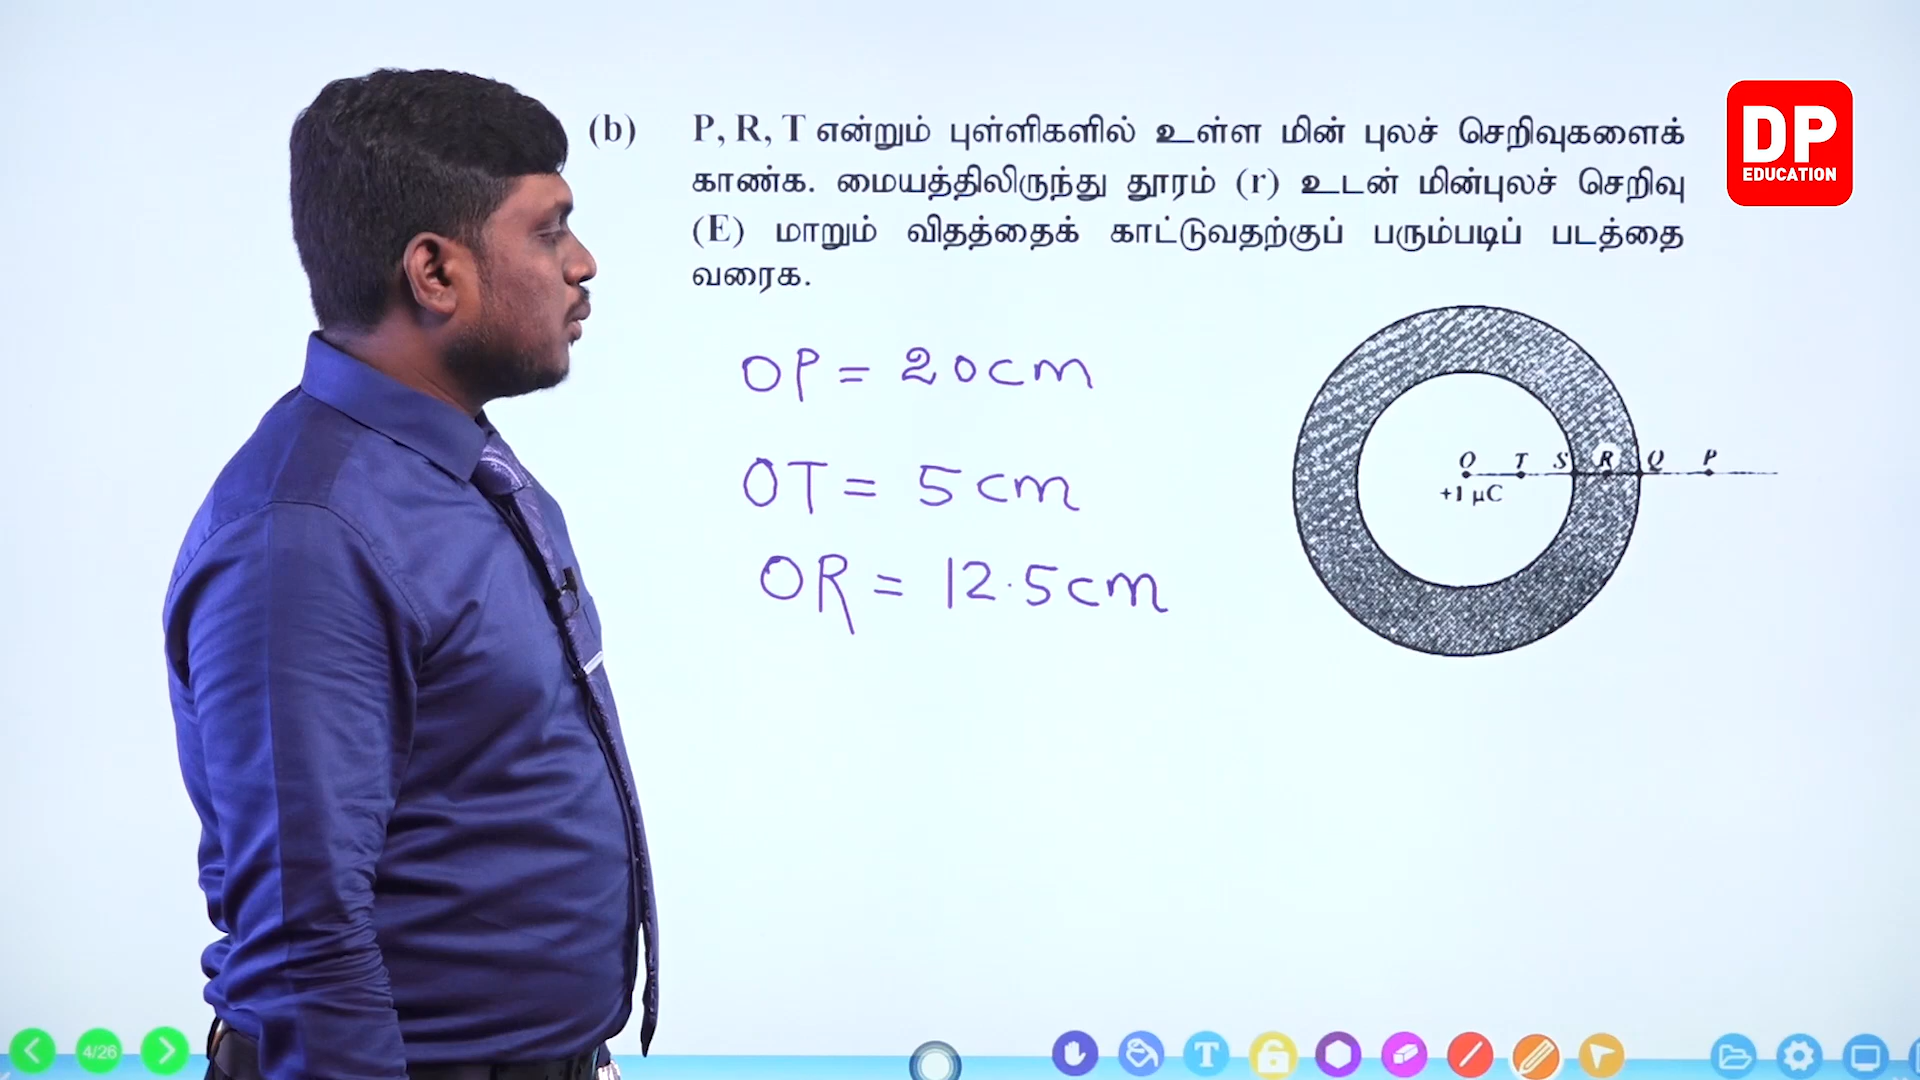 (b) P, R, T என்றும் புள்ளிகளில் உள்ள மின் புலச் செறிவுகளைக்
காண்க. மையத்திலிருந்து தூரம் (r) உடன் மின்புலச் செறிவு
(E) மாறும் விதத்தைக் காட்டுவதற்குப் பரும்படிப் படத்தை
வரைக.
DP
EDUCATION
OP = 20cm
OT = 5cm
OR = 12.5cm
O T S R Q P
+1 μC
4/26
T